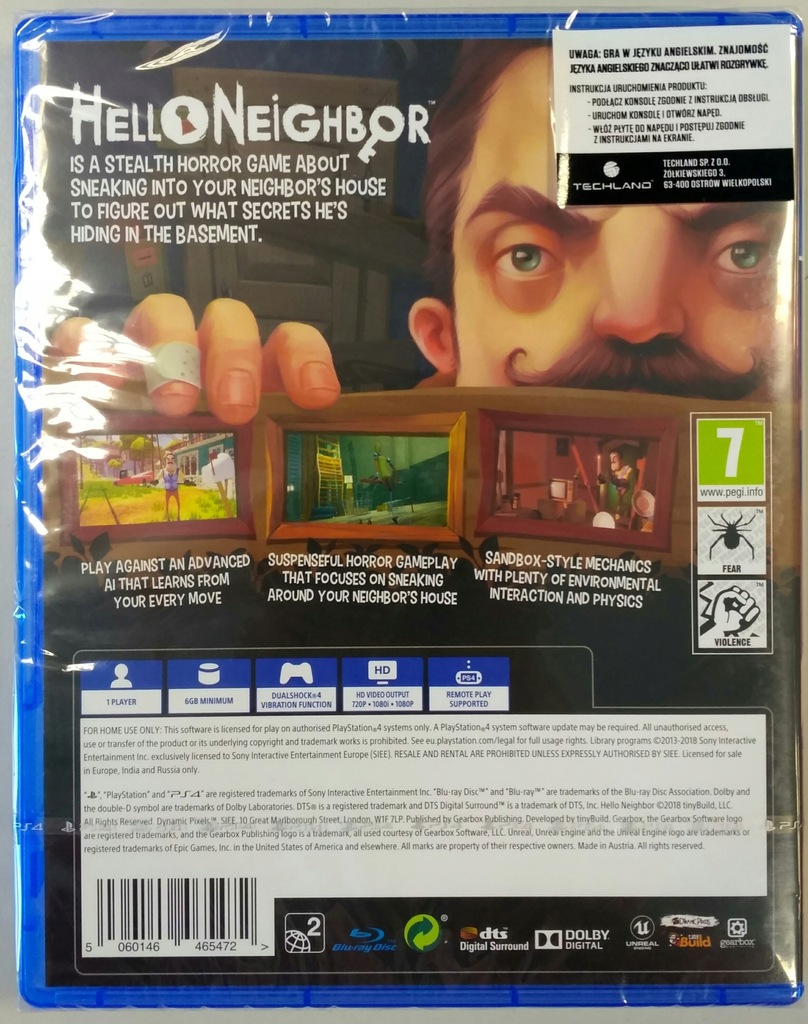 UWAGA: GRA W JĘZYKU ANGIELSKIM. ZNAJOMOŚĆ
JĘZYKA ANGIELSKIEGO ZNACZĄCO UŁATWI ROZGRYWKĘ.
INSTRUKCJA URUCHOMIENIA PRODUKTU:
- PODŁĄCZ KONSOLĘ ZGODNIE Z INSTRUKCJĄ OBSŁUGI.
- URUCHOM KONSOLĘ I OTWÓRZ NAPĘD.
- WŁÓŻ PŁYTĘ DO NAPĘDU I POSTĘPUJ ZGODNIE
Z INSTRUKCJAMI NA EKRANIE.
TECHLAND
TECHLAND SP. Z O.O.
ŻÓŁKIEWSKIEGO 3,
63-400 OSTRÓW WIELKOPOLSKI
HELLO NEIGHBOR™
IS A STEALTH HORROR GAME ABOUT
SNEAKING INTO YOUR NEIGHBOR'S HOUSE
TO FIGURE OUT WHAT SECRETS HE'S
HIDING IN THE BASEMENT.
PLAY AGAINST AN ADVANCED
AI THAT LEARNS FROM
YOUR EVERY MOVE
SUSPENSEFUL HORROR GAMEPLAY
THAT FOCUSES ON SNEAKING
AROUND YOUR NEIGHBOR'S HOUSE
SANDBOX-STYLE MECHANICS
WITH PLENTY OF ENVIRONMENTAL
INTERACTION AND PHYSICS
7
www.pegi.info
FEAR
VIOLENCE
1 PLAYER
6GB MINIMUM
DUALSHOCK®4
VIBRATION FUNCTION
HD
HD VIDEO OUTPUT
720P • 1080i • 1080P
PS4
REMOTE PLAY
SUPPORTED
FOR HOME USE ONLY: This software is licensed for play on authorised PlayStation®4 systems only. A PlayStation®4 system software update may be required. All unauthorised access,
use or transfer of the product or its underlying copyright and trademark works is prohibited. See eu.playstation.com/legal for full usage rights. Library programs ©2013-2018 Sony Interactive
Entertainment Inc. exclusively licensed to Sony Interactive Entertainment Europe (SIEE). RESALE AND RENTAL ARE PROHIBITED UNLESS EXPRESSLY AUTHORISED BY SIEE. Licensed for sale
in Europe, India and Russia only.
" ", "PlayStation" and "PS4" are registered trademarks of Sony Interactive Entertainment Inc. "Blu-ray Disc™" and "Blu-ray™" are trademarks of the Blu-ray Disc Association. Dolby and
the double-D symbol are trademarks of Dolby Laboratories. DTS® is a registered trademark and DTS Digital Surround™ is a trademark of DTS, Inc. Hello Neighbor ©2018 tinyBuild, LLC.
All Rights Reserved. Dynamic Pixels™. SIEE, 10 Great Marlborough Street, London, W1F 7LP. Published by Gearbox Publishing. Developed by tinyBuild. Gearbox, the Gearbox Software logo
are registered trademarks, and the Gearbox Publishing logo is a trademark, all used courtesy of Gearbox Software, LLC. Unreal, Unreal Engine and the Unreal Engine logo are trademarks or
registered trademarks of Epic Games, Inc. in the United States of America and elsewhere. All marks are property of their respective owners. Made in Austria. All rights reserved.
5 060146 465472 >
2
Blu-ray Disc
dts
Digital Surround
DOLBY
DIGITAL
UNREAL
ENGINE
Dynamic Pixels
tinyBuild
gearbox